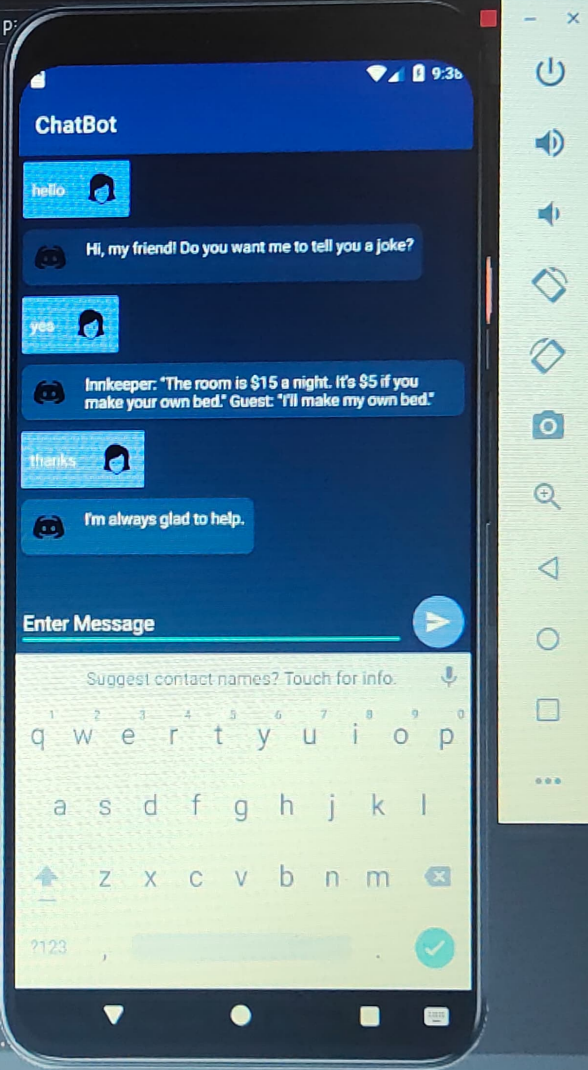 p:
9:36
ChatBot
hello
Hi, my friend! Do you want me to tell you a joke?
yes
Innkeeper: "The room is $15 a night. It's $5 if you
make your own bed." Guest: "I'll make my own bed."
thanks
I'm always glad to help.
Enter Message
Suggest contact names? Touch for info.
1 2 3 4 5 6 7 8 9 0
q w e r t y u i o p
a s d f g h j k l
z x c v b n m
?123 , .